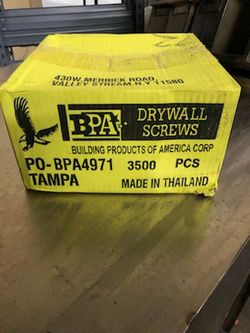 430W. MERRICK ROAD
VALLEY STREAM.N.Y 11580
BPA
DRYWALL
SCREWS
BUILDING PRODUCTS OF AMERICA CORP
PO-BPA4971 3500 PCS
TAMPA MADE IN THAILAND